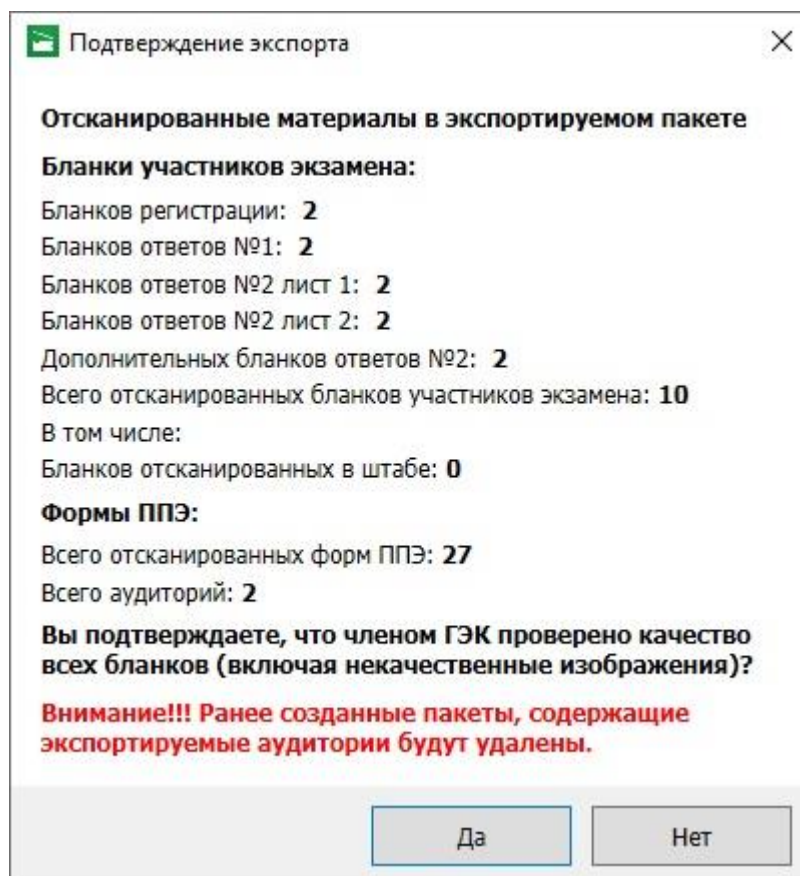 Подтверждение экспорта
Отсканированные материалы в экспортируемом пакете
Бланки участников экзамена:
Бланков регистрации: 2
Бланков ответов №1: 2
Бланков ответов №2 лист 1: 2
Бланков ответов №2 лист 2: 2
Дополнительных бланков ответов №2: 2
Всего отсканированных бланков участников экзамена: 10
В том числе:
Бланков отсканированных в штабе: 0
Формы ППЭ:
Всего отсканированных форм ППЭ: 27
Всего аудиторий: 2
Вы подтверждаете, что членом ГЭК проверено качество
всех бланков (включая некачественные изображения)?
Внимание!!! Ранее созданные пакеты, содержащие
экспортируемые аудитории будут удалены.
Да Нет